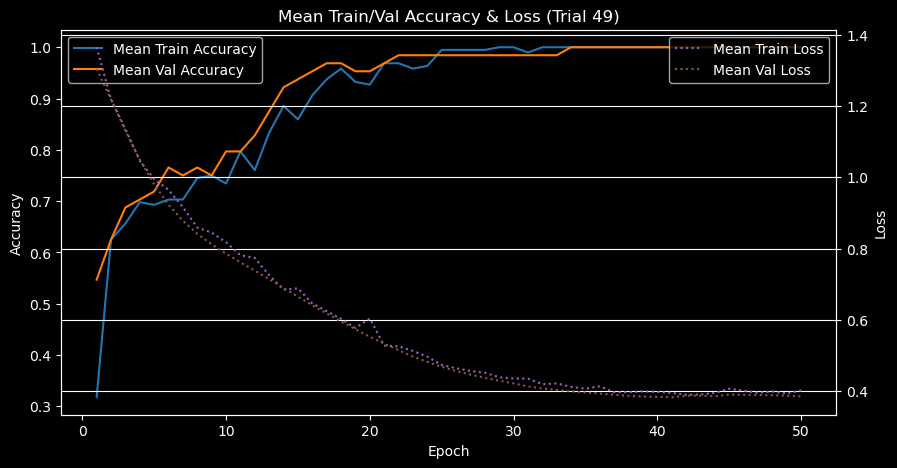 Mean Train/Val Accuracy & Loss (Trial 49)
Mean Train Accuracy
Mean Val Accuracy
Mean Train Loss
Mean Val Loss
1.0
0.9
0.8
0.7
0.6
0.5
0.4
0.3
Accuracy
1.4
1.2
1.0
0.8
0.6
0.4
Loss
0
10
20
30
40
50
Epoch